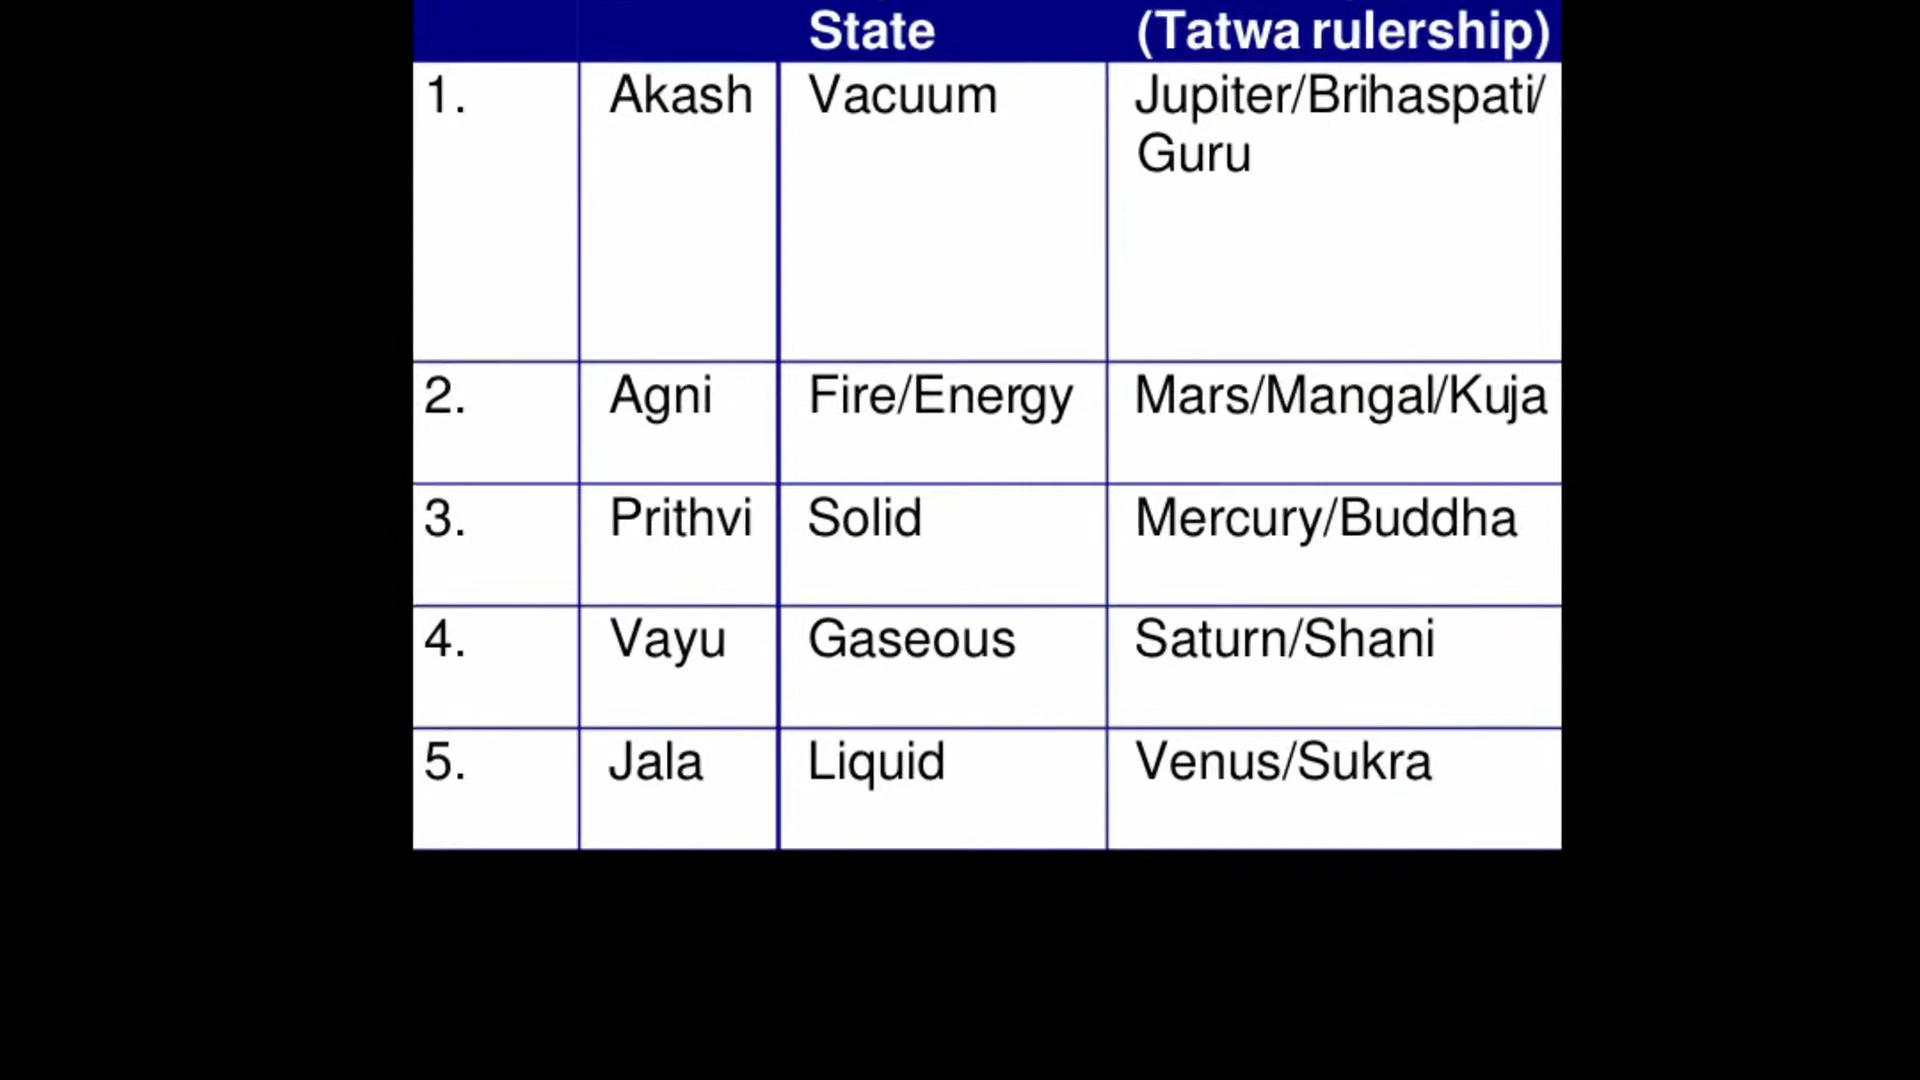 State (Tatwa rulership)
1. Akash Vacuum Jupiter/Brihaspati/
Guru
2. Agni Fire/Energy Mars/Mangal/Kuja
3. Prithvi Solid Mercury/Buddha
4. Vayu Gaseous Saturn/Shani
5. Jala Liquid Venus/Sukra